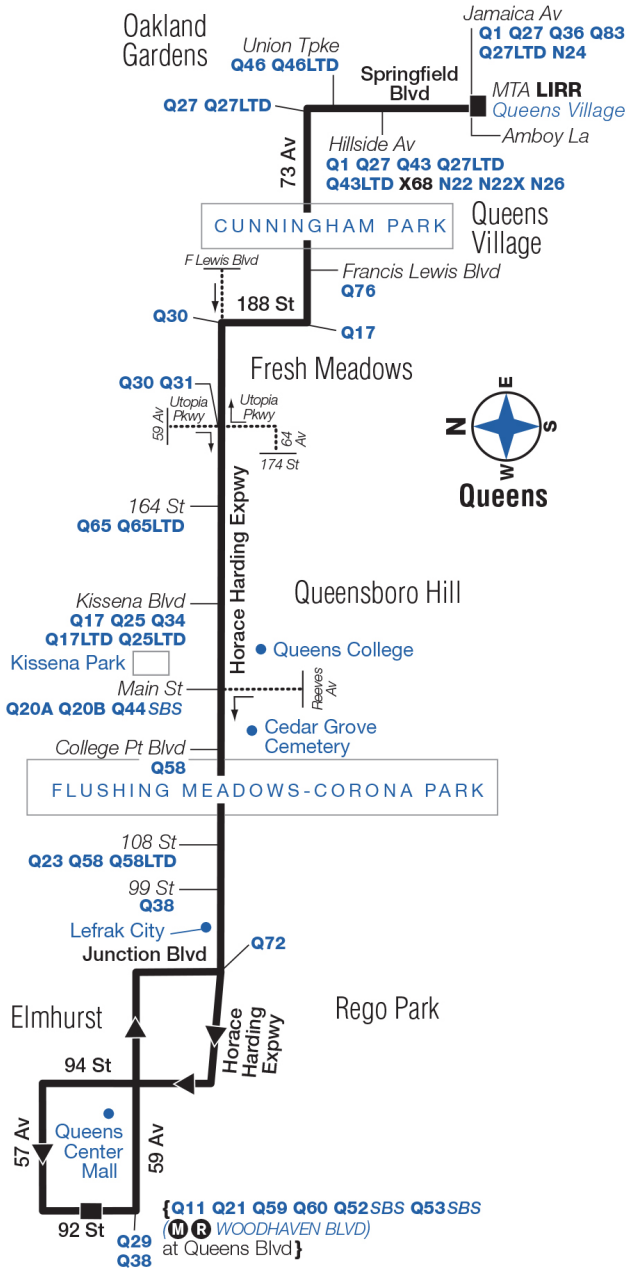 Oakland
Gardens
Jamaica Av
Q1 Q27 Q36 Q83
Q27LTD N24
Union Tpke
Q46 Q46LTD
Springfield
Blvd
MTA LIRR
Queens Village
Q27 Q27LTD
Amboy La
73 Av
Hillside Av
Q1 Q27 Q43 Q27LTD
Q43LTD X68 N22 N22X N26
CUNNINGHAM PARK
Queens
Village
F Lewis Blvd
Francis Lewis Blvd
Q76
188 St
Q30
Q17
Fresh Meadows
Q30 Q31
Utopia
Pkwy
Utopia
Pkwy
59 Av
64
Av
174 St
E
N
S
W
Queens
164 St
Q65 Q65LTD
Horace Harding Expwy
Queensboro Hill
Kissena Blvd
Q17 Q25 Q34
Q17LTD Q25LTD
Queens College
Kissena Park
Main St
Q20A Q20B Q44SBS
Reeves
Av
Cedar Grove
Cemetery
College Pt Blvd
Q58
FLUSHING MEADOWS-CORONA PARK
108 St
Q23 Q58 Q58LTD
99 St
Q38
Lefrak City
Junction Blvd
Q72
Elmhurst
Rego Park
Horace
Harding
Expwy
94 St
57 Av
Queens
Center
Mall
59 Av
92 St
Q29
Q38
{Q11 Q21 Q59 Q60 Q52SBS Q53SBS
(M R WOODHAVEN BLVD)
at Queens Blvd}